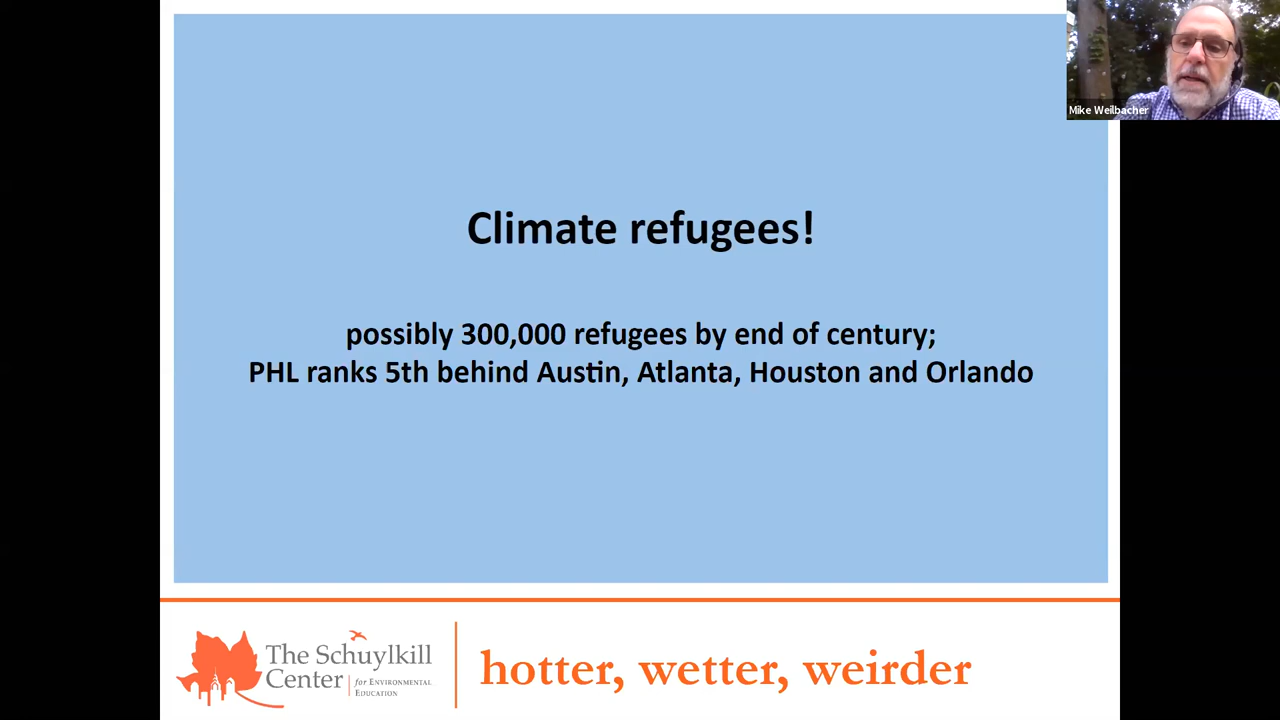 Mike Weilbacher
Climate refugees!
possibly 300,000 refugees by end of century;
PHL ranks 5th behind Austin, Atlanta, Houston and Orlando
The Schuylkill
Center
for ENVIRONMENTAL
EDUCATION
hotter, wetter, weirder